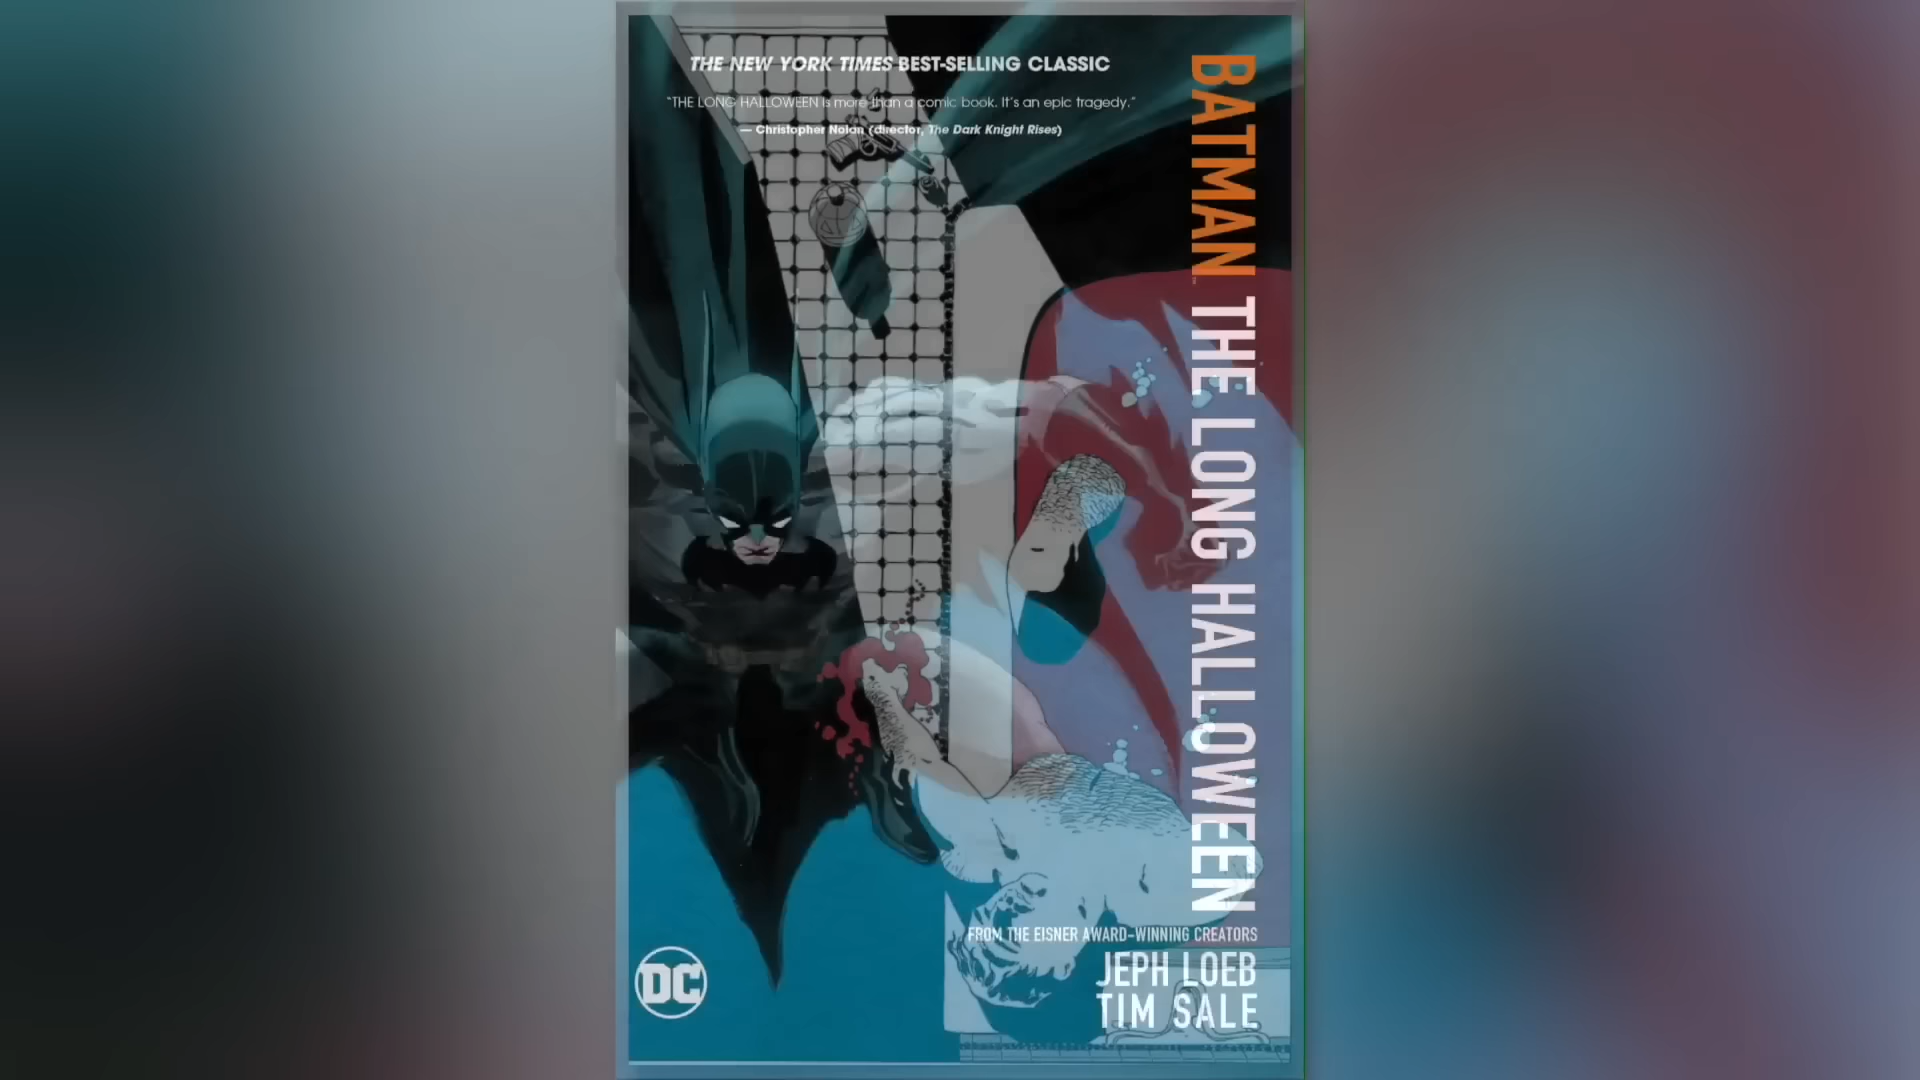 THE NEW YORK TIMES BEST-SELLING CLASSIC
"THE LONG HALLOWEEN is more than a comic book. It's an epic tragedy."
— Christopher Nolan (director, The Dark Knight Rises)
BATMAN™ THE LONG HALLOWEEN
FROM THE EISNER AWARD-WINNING CREATORS
JEPH LOEB
TIM SALE
DC